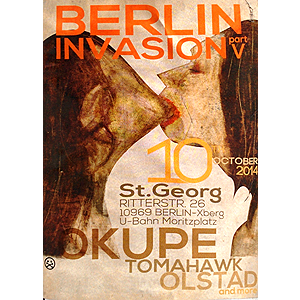 BERLIN
INVASION part V
10 OCTOBER
2014
St.Georg
RITTERSTR. 26
10969 BERLIN-Xberg
U-Bahn Moritzplatz
OKUPE
TOMAHAWK
OLSTAD
and more